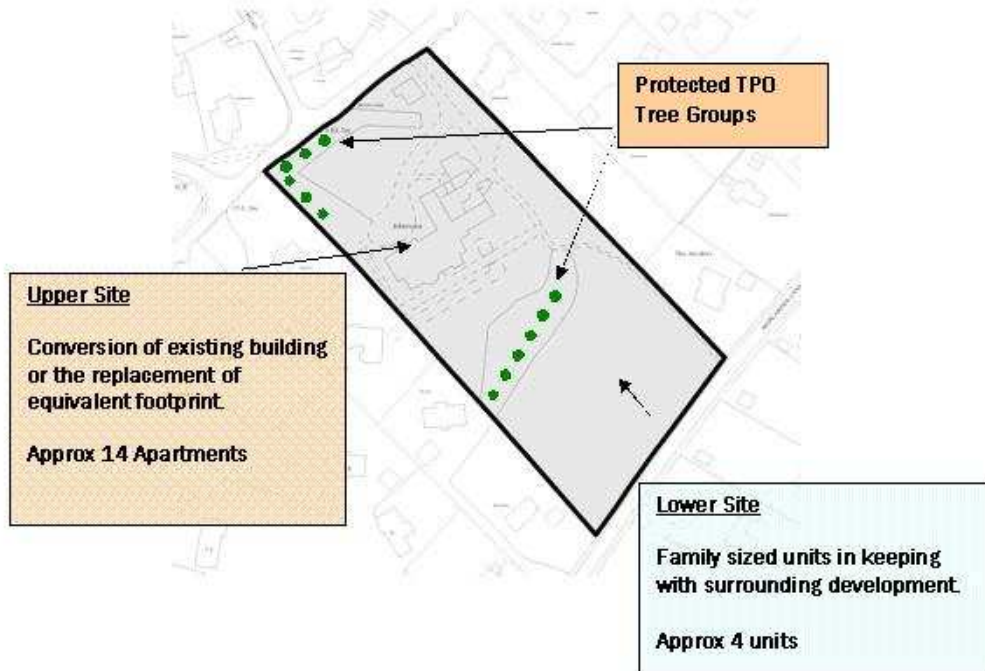 Protected TPO
Tree Groups
Upper Site
Conversion of existing building
or the replacement of
equivalent footprint.
Approx 14 Apartments
Lower Site
Family sized units in keeping
with surrounding development.
Approx 4 units